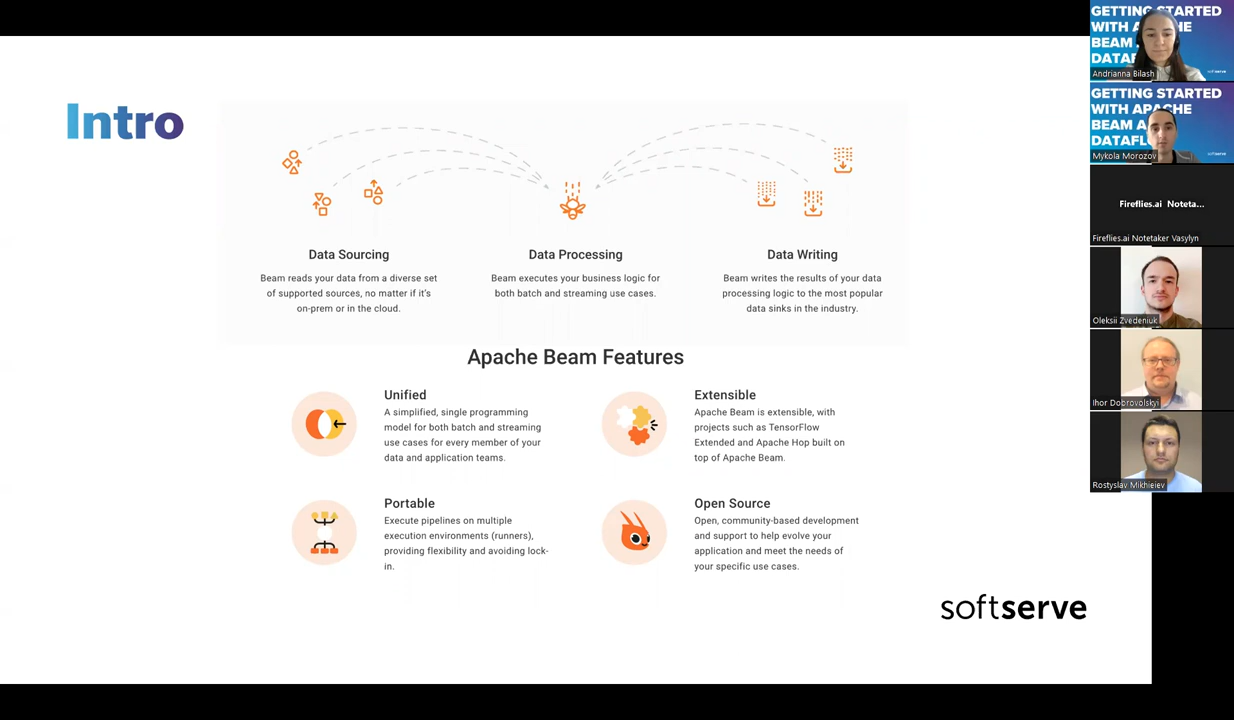 Intro
Data Sourcing
Beam reads your data from a diverse set
of supported sources, no matter if it's
on-prem or in the cloud.
Data Processing
Beam executes your business logic for
both batch and streaming use cases.
Data Writing
Beam writes the results of your data
processing logic to the most popular
data sinks in the industry.
Apache Beam Features
Unified
A simplified, single programming
model for both batch and streaming
use cases for every member of your
data and application teams.
Extensible
Apache Beam is extensible, with
projects such as TensorFlow
Extended and Apache Hop built on
top of Apache Beam.
Portable
Execute pipelines on multiple
execution environments (runners),
providing flexibility and avoiding lock-
in.
Open Source
Open, community-based development
and support to help evolve your
application and meet the needs of
your specific use cases.
softserve
GETTING STARTED
WITH A HE
BEAM
DATAF
softserve
Andrianna Bilash
GETTING STARTED
WITH APACHE
BEAM A
DATAFL
softserve
Mykola Morozov
Fireflies.ai Noteta...
Fireflies.ai Notetaker Vasylyn
Oleksii Zvedeniuk
Ihor Dobrovolskyi
Rostyslav Mikhieiev